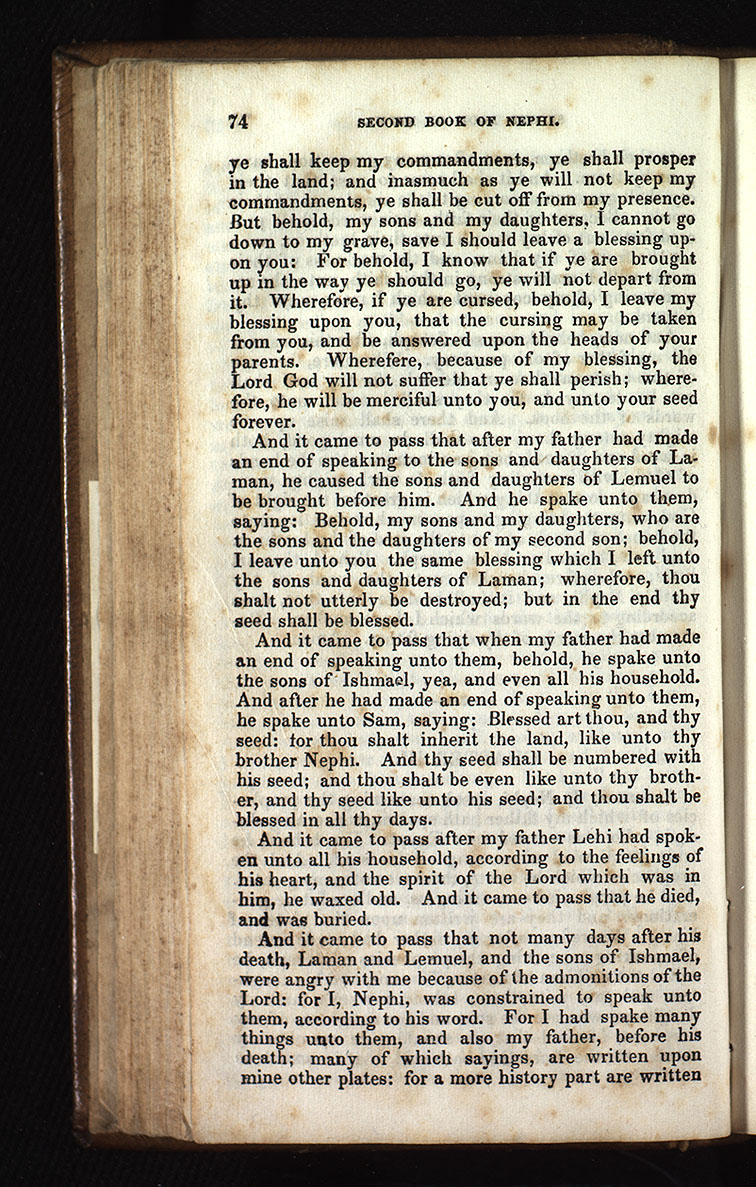 74 SECOND BOOK OF NEPHI.
ye shall keep my commandments, ye shall prosper
in the land; and inasmuch as ye will not keep my
commandments, ye shall be cut off from my presence.
But behold, my sons and my daughters, I cannot go
down to my grave, save I should leave a blessing up-
on you: For behold, I know that if ye are brought
up in the way ye should go, ye will not depart from
it. Wherefore, if ye are cursed, behold, I leave my
blessing upon you, that the cursing may be taken
from you, and be answered upon the heads of your
parents. Wherefere, because of my blessing, the
Lord God will not suffer that ye shall perish; where-
fore, he will be merciful unto you, and unto your seed
forever.
And it came to pass that after my father had made
an end of speaking to the sons and daughters of La-
man, he caused the sons and daughters of Lemuel to
be brought before him. And he spake unto them,
saying: Behold, my sons and my daughters, who are
the sons and the daughters of my second son; behold,
I leave unto you the same blessing which I left unto
the sons and daughters of Laman; wherefore, thou
shalt not utterly be destroyed; but in the end thy
seed shall be blessed.
And it came to pass that when my father had made
an end of speaking unto them, behold, he spake unto
the sons of Ishmael, yea, and even all his household.
And after he had made an end of speaking unto them,
he spake unto Sam, saying: Blessed art thou, and thy
seed: for thou shalt inherit the land, like unto thy
brother Nephi. And thy seed shall be numbered with
his seed; and thou shalt be even like unto thy broth-
er, and thy seed like unto his seed; and thou shalt be
blessed in all thy days.
And it came to pass after my father Lehi had spok-
en unto all his household, according to the feelings of
his heart, and the spirit of the Lord which was in
him, he waxed old. And it came to pass that he died,
and was buried.
And it came to pass that not many days after his
death, Laman and Lemuel, and the sons of Ishmael,
were angry with me because of the admonitions of the
Lord: for I, Nephi, was constrained to speak unto
them, according to his word. For I had spake many
things unto them, and also my father, before his
death; many of which sayings, are written upon
mine other plates: for a more history part are written